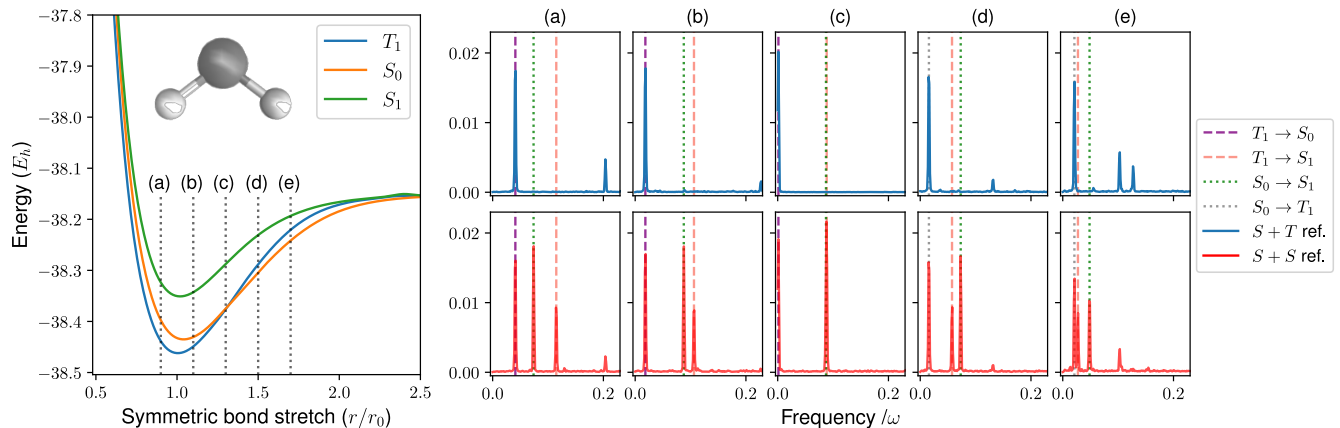 −37.8
−37.9
−38.0
−38.1
−38.2
−38.3
−38.4
−38.5
Energy (E_h)
T_1
S_0
S_1
(a) (b) (c) (d) (e)
0.5 1.0 1.5 2.0 2.5
Symmetric bond stretch (r/r_0)
(a) (b) (c) (d) (e)
0.02
0.01
0.00
0.02
0.01
0.00
0.0 0.2 0.0 0.2 0.0 0.2 0.0 0.2 0.0 0.2
Frequency /ω
T_1 → S_0
T_1 → S_1
S_0 → S_1
S_0 → T_1
S + T ref.
S + S ref.